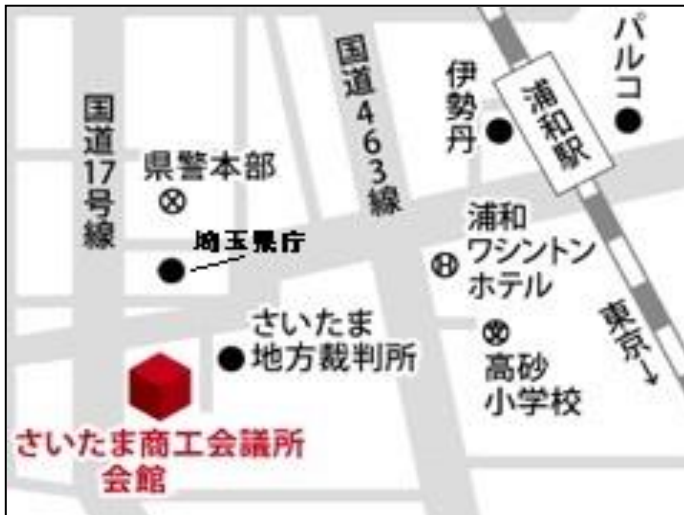 国道17号線
国道463線
伊勢丹
浦和駅
パルコ
県警本部
埼玉県庁
浦和
ワシントン
ホテル
さいたま
地方裁判所
高砂
小学校
東京→
さいたま商工会議所
会館